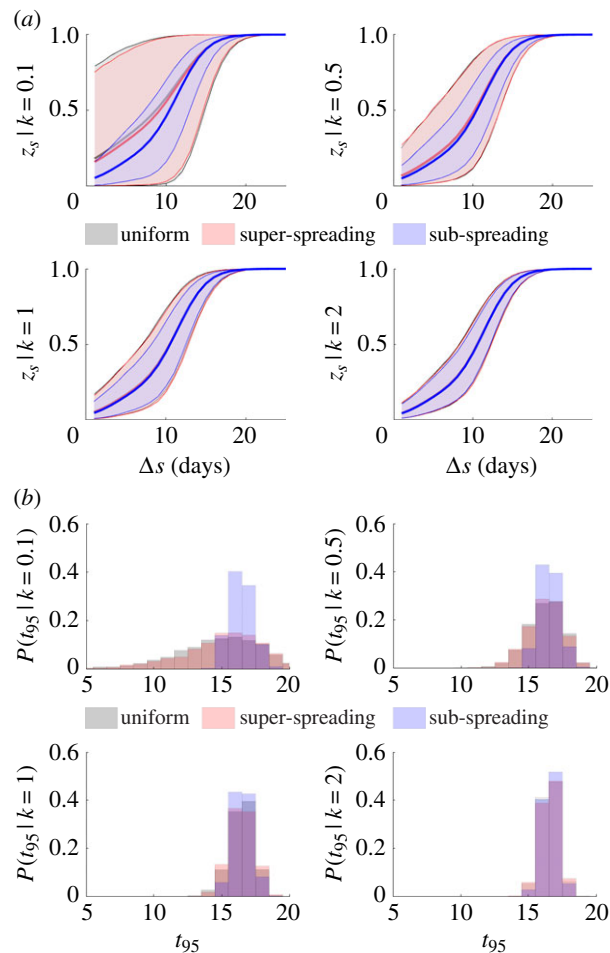 (a)
1.0 1.0
z_s | k = 0.1 z_s | k = 0.5
0.5 0.5
0 10 20 0 10 20
uniform super-spreading sub-spreading
1.0 1.0
z_s | k = 1 z_s | k = 2
0.5 0.5
0 10 20 0 10 20
Δs (days) Δs (days)
(b)
0.6 0.6
P(t_95 | k = 0.1) P(t_95 | k = 0.5)
0.4 0.4
0.2 0.2
0 0
5 10 15 20 5 10 15 20
uniform super-spreading sub-spreading
0.6 0.6
P(t_95 | k = 1) P(t_95 | k = 2)
0.4 0.4
0.2 0.2
0 0
5 10 15 20 5 10 15 20
t_95 t_95